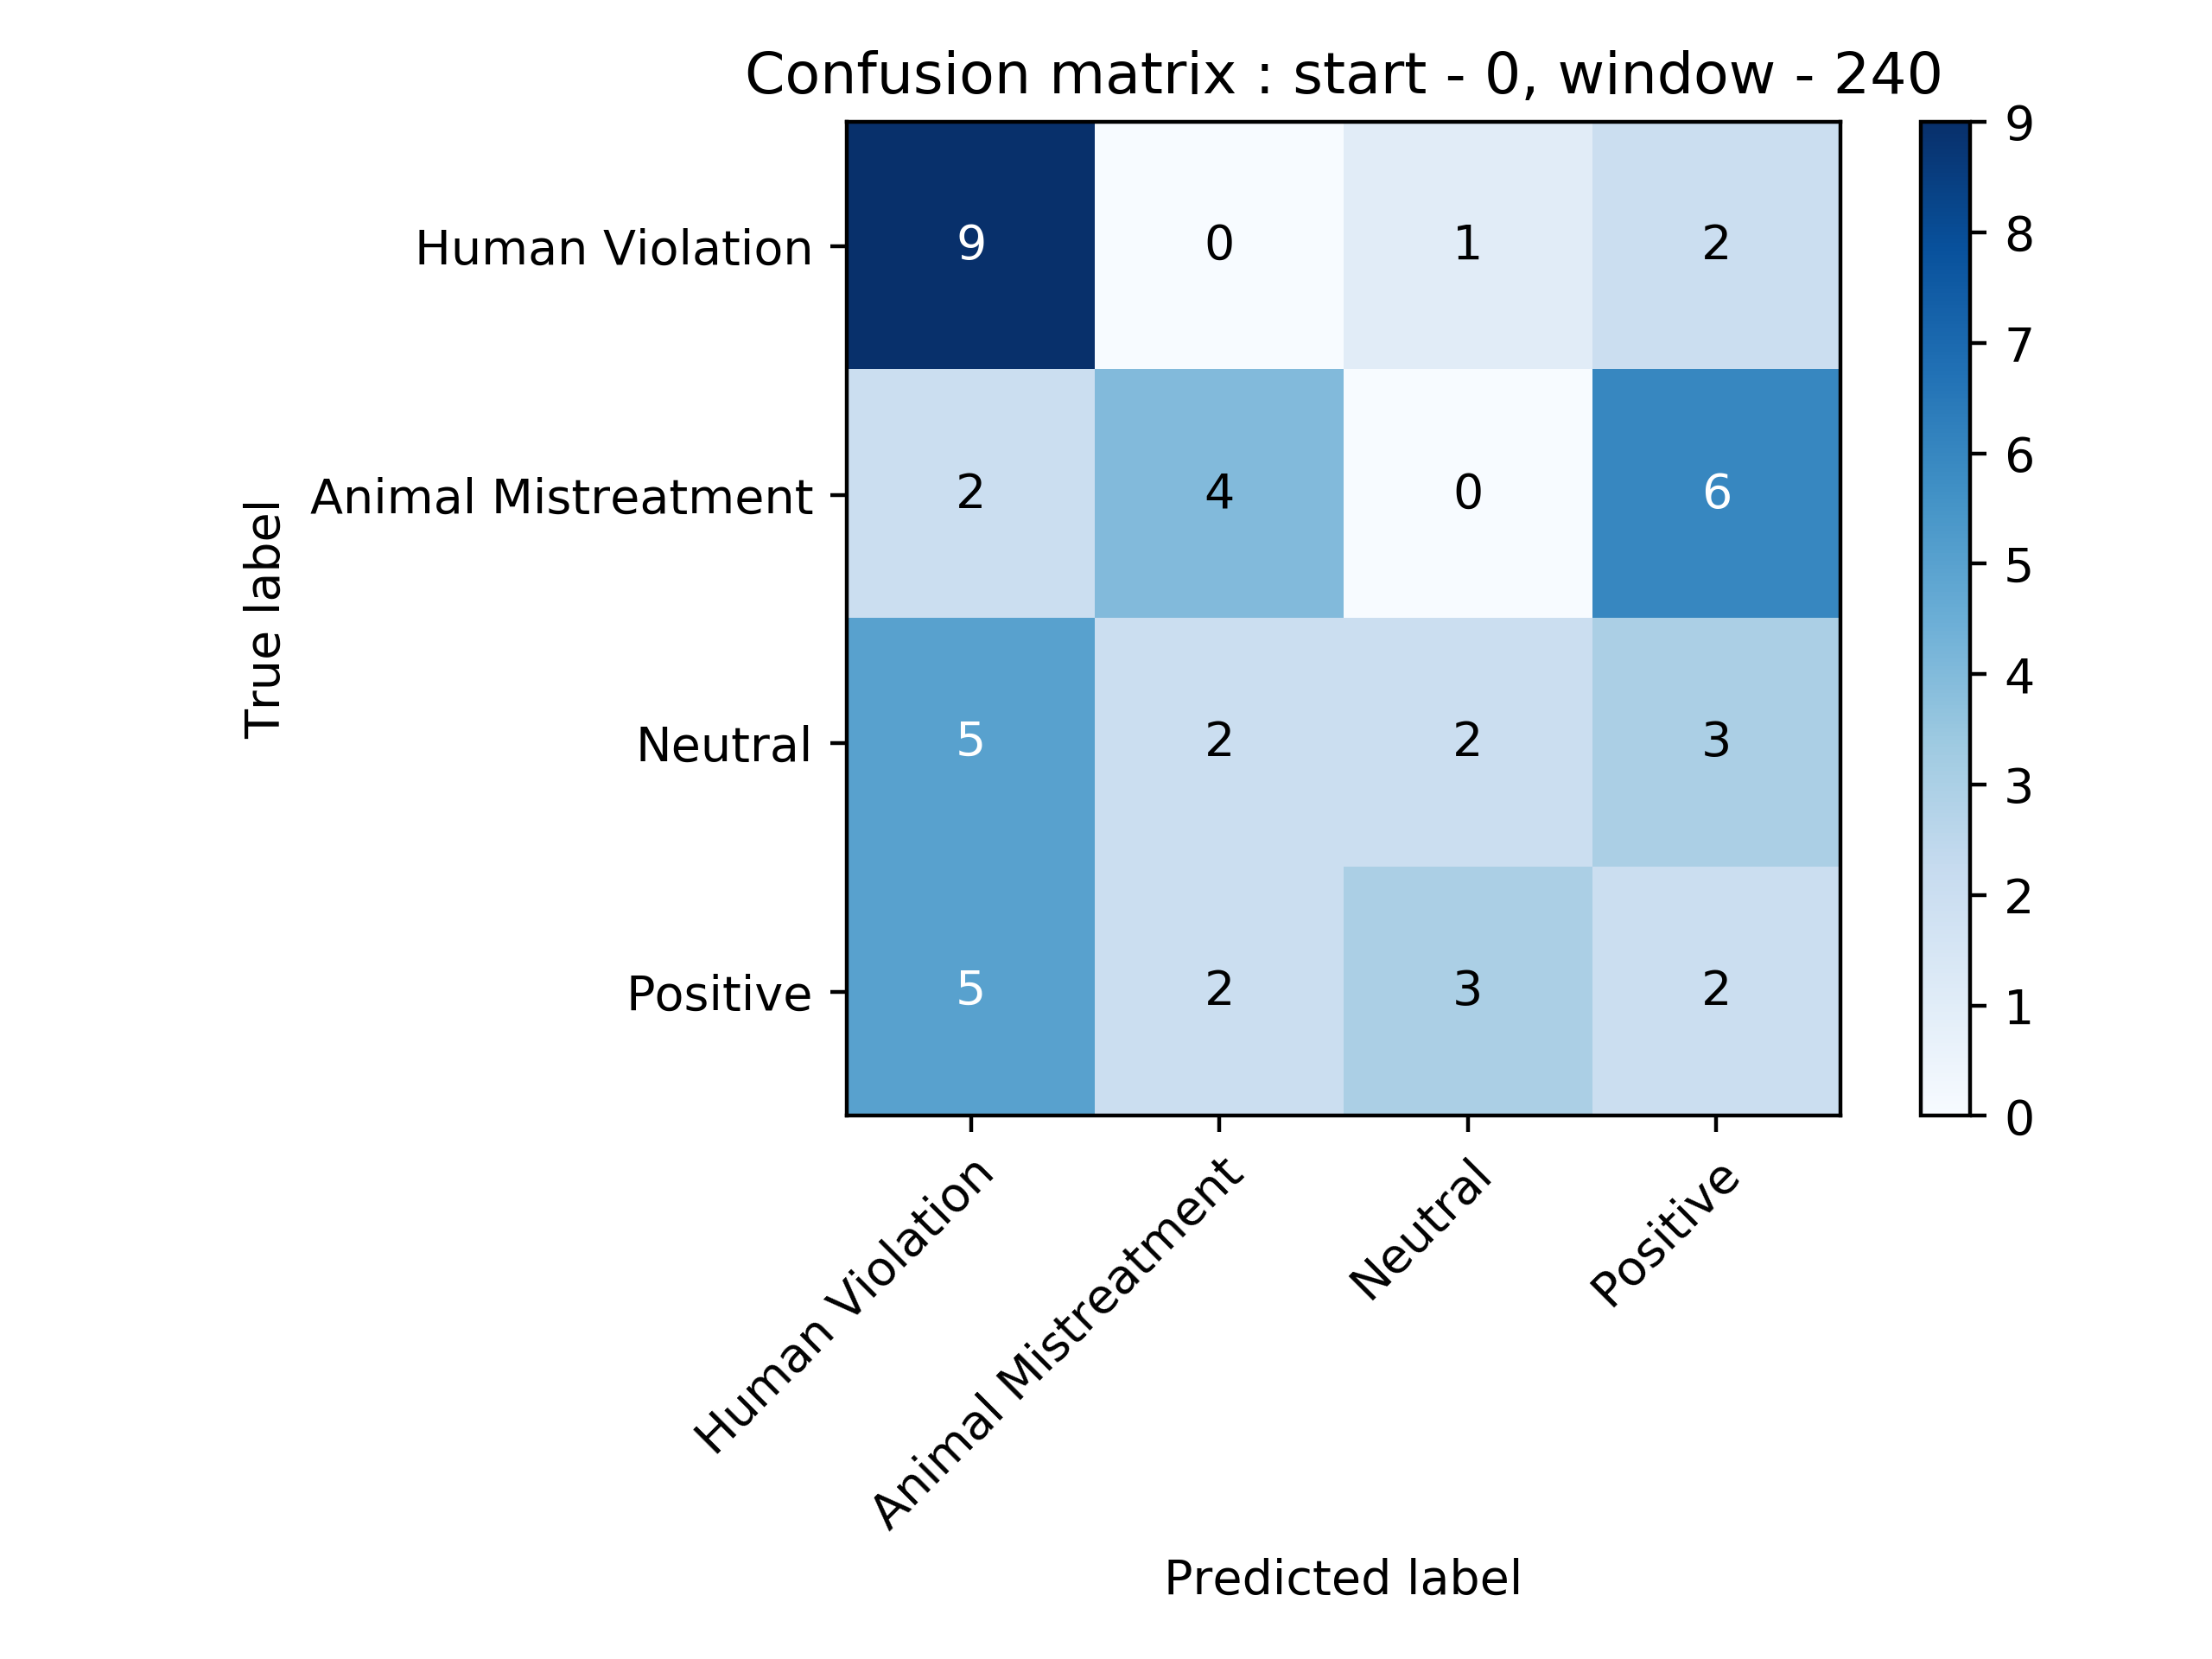 Confusion matrix : start - 0, window - 240
True label
Human Violation
9 0 1 2
Animal Mistreatment
2 4 0 6
Neutral
5 2 2 3
Positive
5 2 3 2
Human Violation
Animal Mistreatment
Neutral
Positive
Predicted label
9
8
7
6
5
4
3
2
1
0